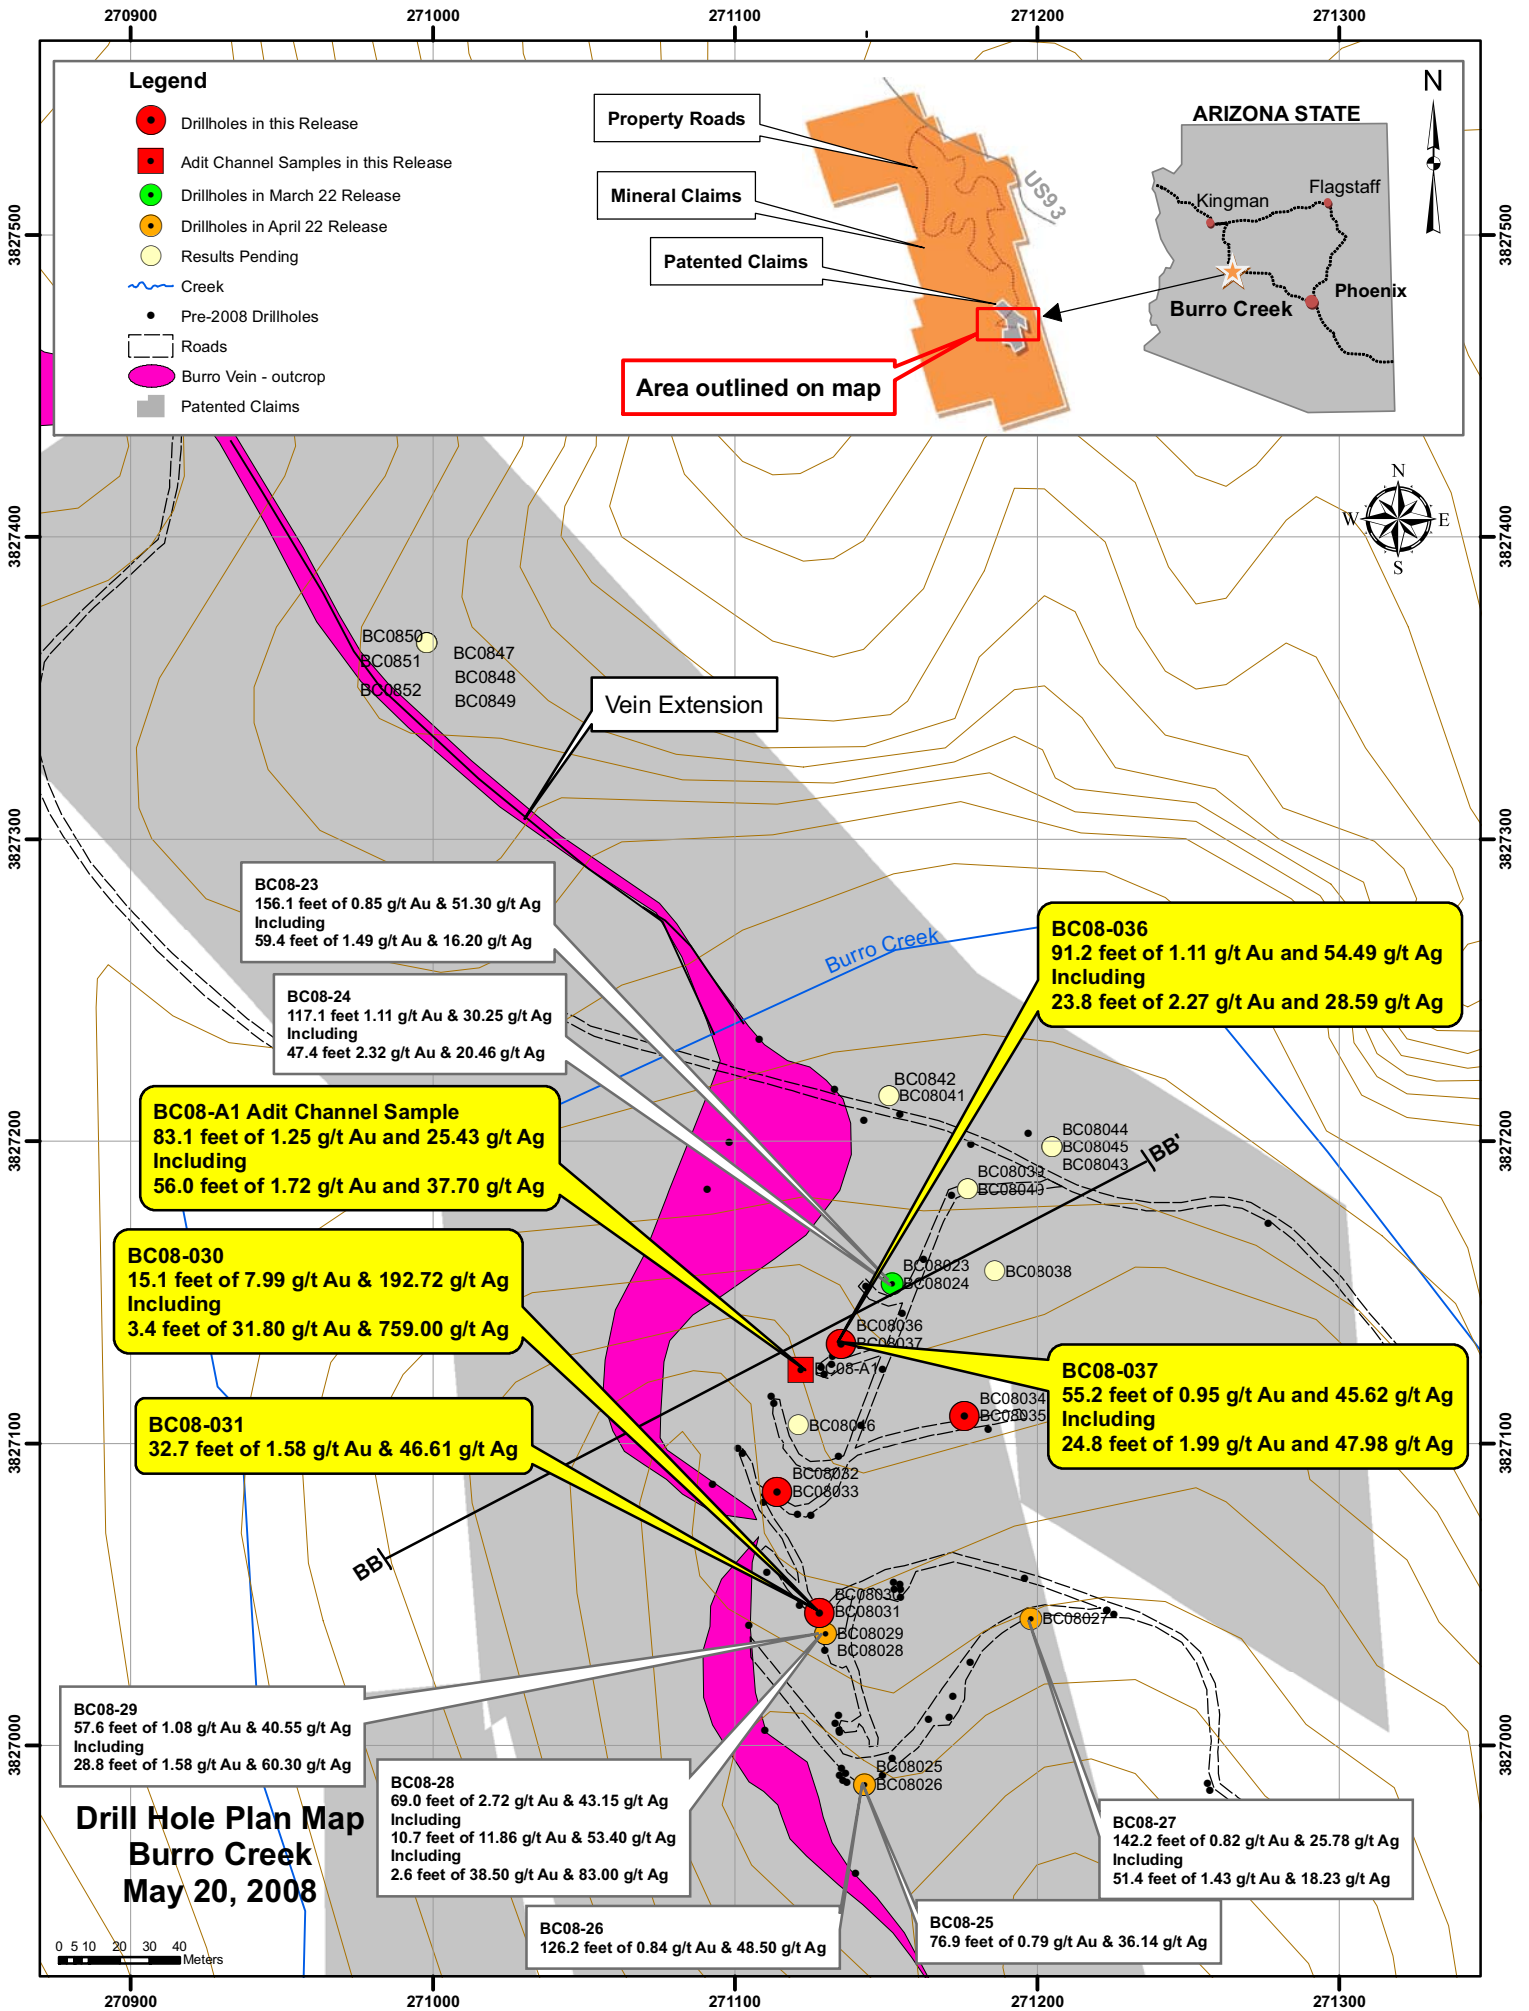 270900
271000
271100
271200
271300
Legend
Drillholes in this Release
Adit Channel Samples in this Release
Drillholes in March 22 Release
Drillholes in April 22 Release
Results Pending
Creek
Pre-2008 Drillholes
Roads
Burro Vein - outcrop
Patented Claims
Property Roads
Mineral Claims
Patented Claims
Area outlined on map
US93
ARIZONA STATE
Kingman
Flagstaff
Phoenix
Burro Creek
N
3827500
3827500
N
W
E
S
3827400
3827400
BC0850
BC0851
BC0852
BC0847
BC0848
BC0849
Vein Extension
3827300
3827300
BC08-23
156.1 feet of 0.85 g/t Au & 51.30 g/t Ag
Including
59.4 feet of 1.49 g/t Au & 16.20 g/t Ag
Burro Creek
BC08-036
91.2 feet of 1.11 g/t Au and 54.49 g/t Ag
Including
23.8 feet of 2.27 g/t Au and 28.59 g/t Ag
BC08-24
117.1 feet 1.11 g/t Au & 30.25 g/t Ag
Including
47.4 feet 2.32 g/t Au & 20.46 g/t Ag
BC0842
BC08041
BC08-A1 Adit Channel Sample
83.1 feet of 1.25 g/t Au and 25.43 g/t Ag
Including
56.0 feet of 1.72 g/t Au and 37.70 g/t Ag
3827200
3827200
BC08044
BC08045
BC08043
BB'
BC08039
BC08040
BC08-030
15.1 feet of 7.99 g/t Au & 192.72 g/t Ag
Including
3.4 feet of 31.80 g/t Au & 759.00 g/t Ag
BC08023
BC08024
BC08038
BC08036
BC08037
BC08-A1
BC08-037
55.2 feet of 0.95 g/t Au and 45.62 g/t Ag
Including
24.8 feet of 1.99 g/t Au and 47.98 g/t Ag
BC08034
BC08035
BC08-031
32.7 feet of 1.58 g/t Au & 46.61 g/t Ag
BC08046
3827100
3827100
BC08032
BC08033
BB
BC08030
BC08031
BC08029
BC08028
BC08027
BC08-29
57.6 feet of 1.08 g/t Au & 40.55 g/t Ag
Including
28.8 feet of 1.58 g/t Au & 60.30 g/t Ag
3827000
3827000
BC08025
BC08026
BC08-28
69.0 feet of 2.72 g/t Au & 43.15 g/t Ag
Including
10.7 feet of 11.86 g/t Au & 53.40 g/t Ag
Including
2.6 feet of 38.50 g/t Au & 83.00 g/t Ag
Drill Hole Plan Map
Burro Creek
May 20, 2008
BC08-27
142.2 feet of 0.82 g/t Au & 25.78 g/t Ag
Including
51.4 feet of 1.43 g/t Au & 18.23 g/t Ag
BC08-26
126.2 feet of 0.84 g/t Au & 48.50 g/t Ag
BC08-25
76.9 feet of 0.79 g/t Au & 36.14 g/t Ag
0 5 10 20 30 40
Meters
270900
271000
271100
271200
271300